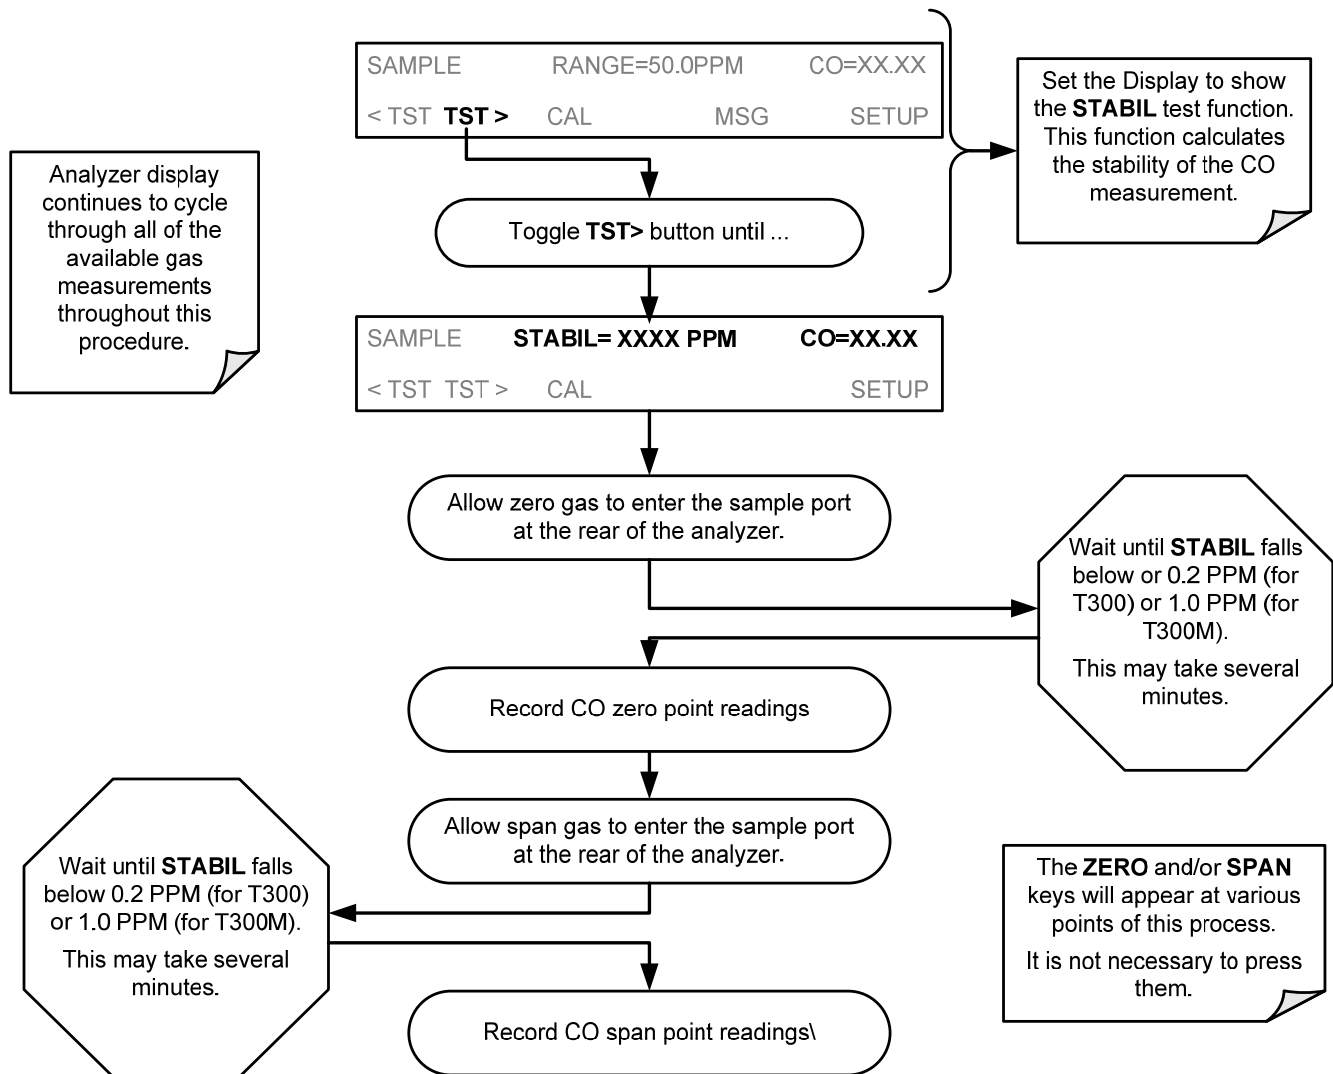 SAMPLE RANGE=50.0PPM CO=XX.XX
< TST TST > CAL MSG SETUP
Set the Display to show
the STABIL test function.
This function calculates
the stability of the CO
measurement.
Analyzer display
continues to cycle
through all of the
available gas
measurements
throughout this
procedure.
Toggle TST> button until ...
SAMPLE STABIL= XXXX PPM CO=XX.XX
< TST TST > CAL SETUP
Allow zero gas to enter the sample port
at the rear of the analyzer.
Wait until STABIL falls
below or 0.2 PPM (for
T300) or 1.0 PPM (for
T300M).
This may take several
minutes.
Record CO zero point readings
Allow span gas to enter the sample port
at the rear of the analyzer.
Wait until STABIL falls
below 0.2 PPM (for T300)
or 1.0 PPM (for T300M).
This may take several
minutes.
The ZERO and/or SPAN
keys will appear at various
points of this process.
It is not necessary to press
them.
Record CO span point readings\